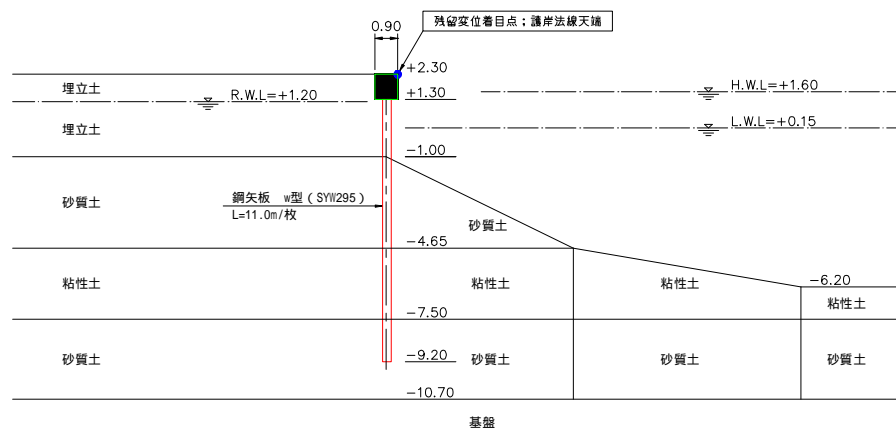 0.90
残留変位着目点；護岸法線天端
+2.30
埋立土
R.W.L=+1.20
+1.30
H.W.L=+1.60
埋立土
L.W.L=+0.15
-1.00
砂質土
鋼矢板 w型（SYW295）
L=11.0m/枚
砂質土
-4.65
粘性土
粘性土
粘性土
-6.20
粘性土
-7.50
砂質土
-9.20
砂質土
砂質土
砂質土
-10.70
基盤